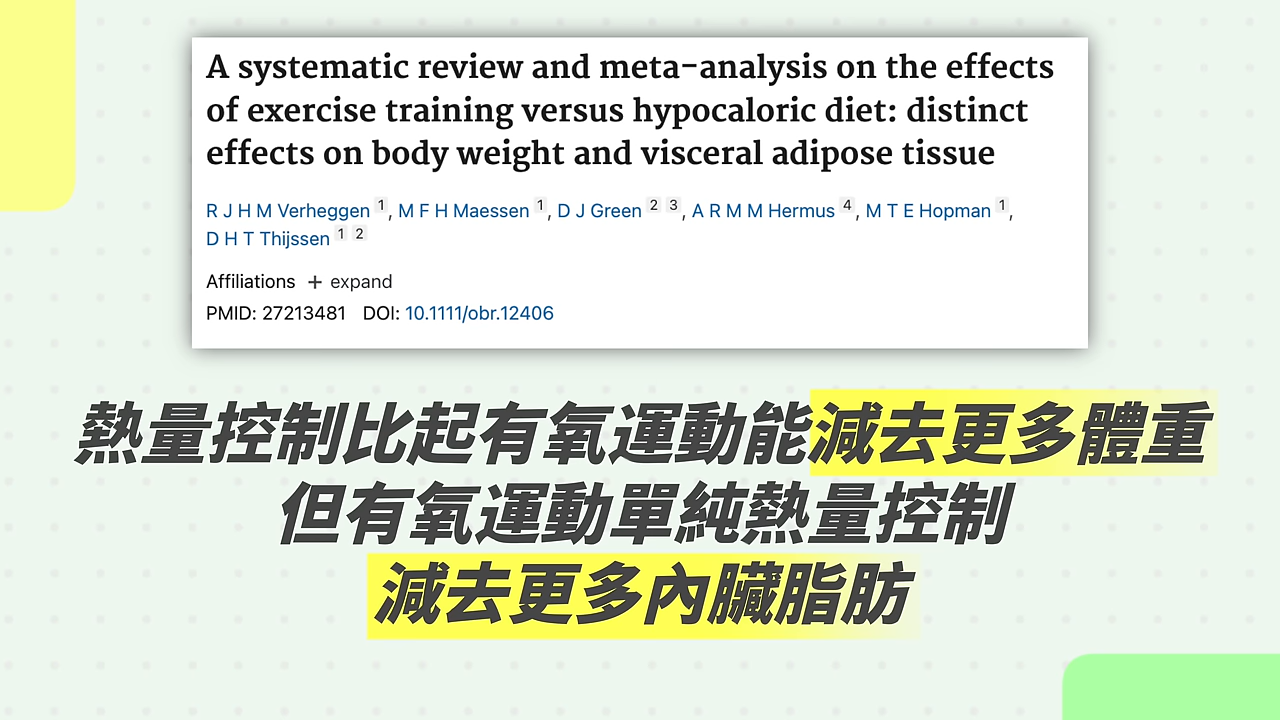 A systematic review and meta-analysis on the effects
of exercise training versus hypocaloric diet: distinct
effects on body weight and visceral adipose tissue
R J H M Verheggen 1, M F H Maessen 1, D J Green 2 3, A R M M Hermus 4, M T E Hopman 1,
D H T Thijssen 1 2
Affiliations + expand
PMID: 27213481 DOI: 10.1111/obr.12406
熱量控制比起有氧運動能減去更多體重
但有氧運動單純熱量控制
減去更多內臟脂肪